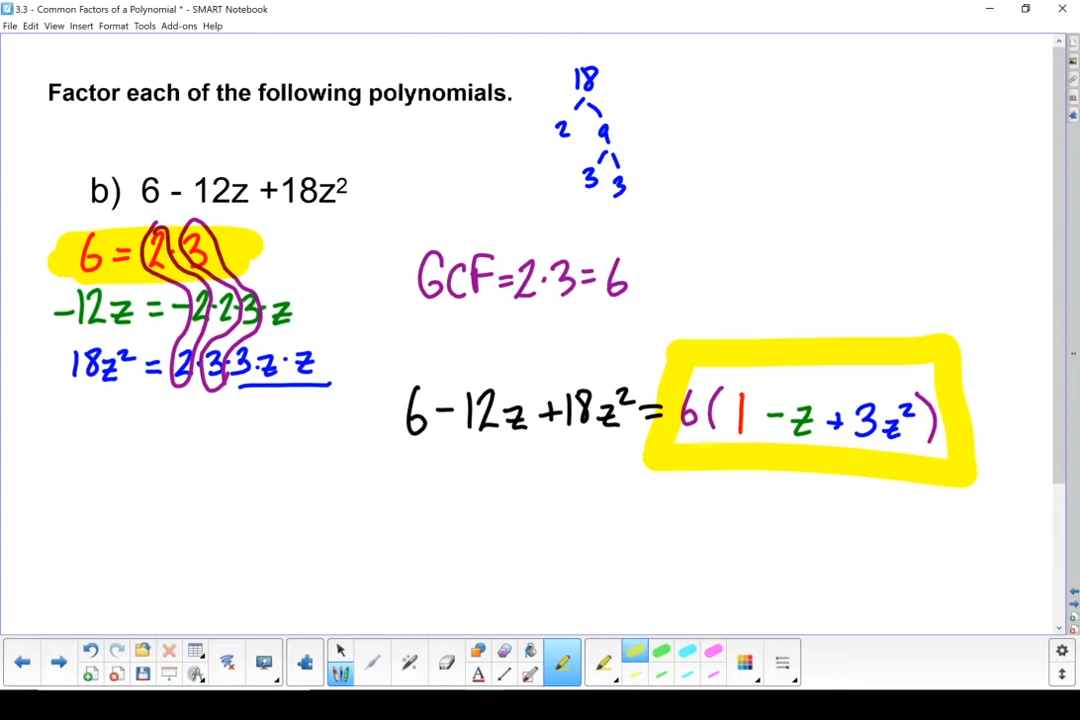 3.3 - Common Factors of a Polynomial * - SMART Notebook
File Edit View Insert Format Tools Add-ons Help
Factor each of the following polynomials.
18
2 9
3 3
b) 6 - 12z +18z²
6 = 2·3
-12z = -2·2·3·z
18z² = 2·3·3·z·z
GCF=2·3=6
6-12z+18z²= 6(1 -z+3z²)